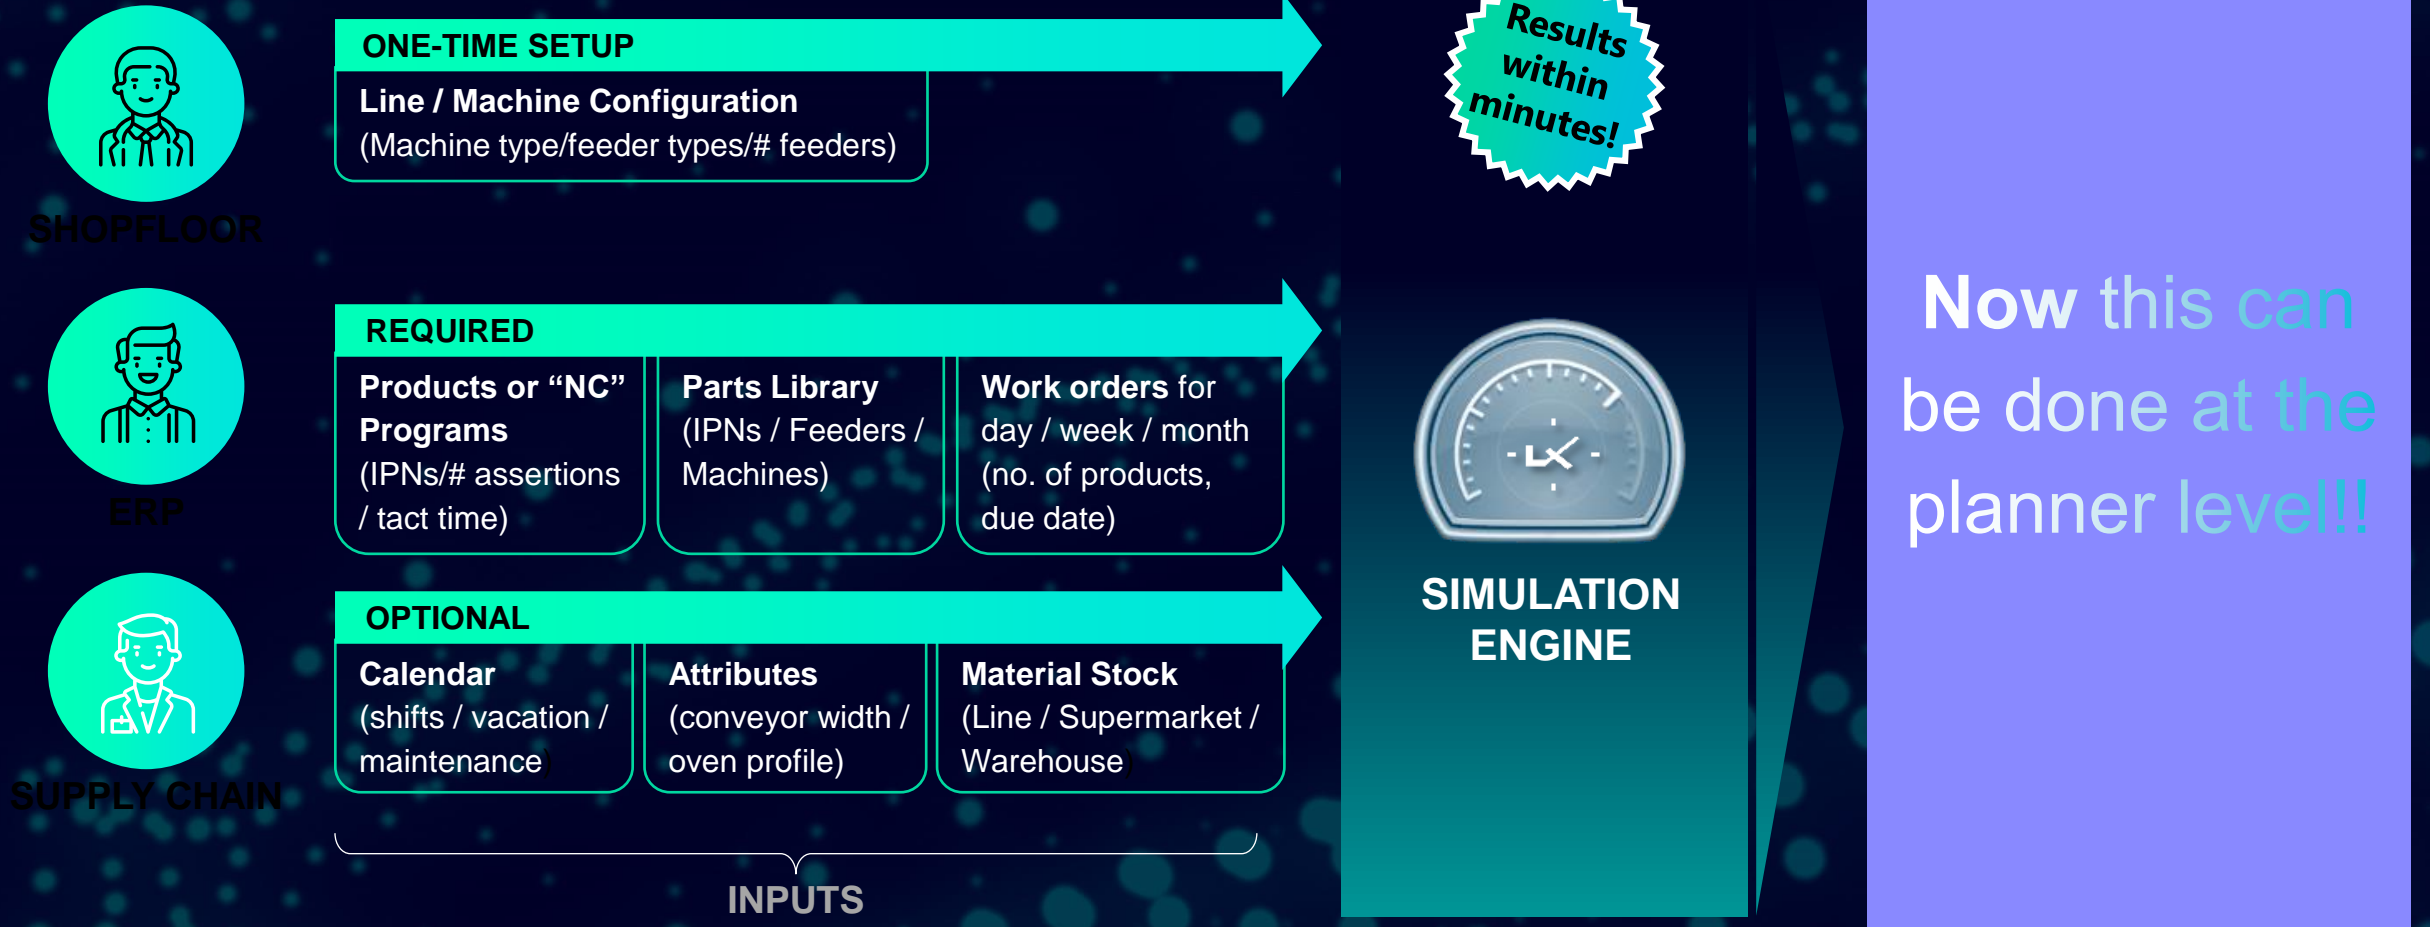 ONE-TIME SETUP
Line / Machine Configuration
(Machine type/feeder types/# feeders)
SHOPFLOOR
REQUIRED
Products or “NC”
Programs
(IPNs/# assertions
/ tact time)
Parts Library
(IPNs / Feeders /
Machines)
Work orders for
day / week / month
(no. of products,
due date)
ERP
OPTIONAL
Calendar
(shifts / vacation /
maintenance)
Attributes
(conveyor width /
oven profile)
Material Stock
(Line / Supermarket /
Warehouse)
SUPPLY CHAIN
INPUTS
Results
within
minutes!
SIMULATION
ENGINE
Now this can
be done at the
planner level!!